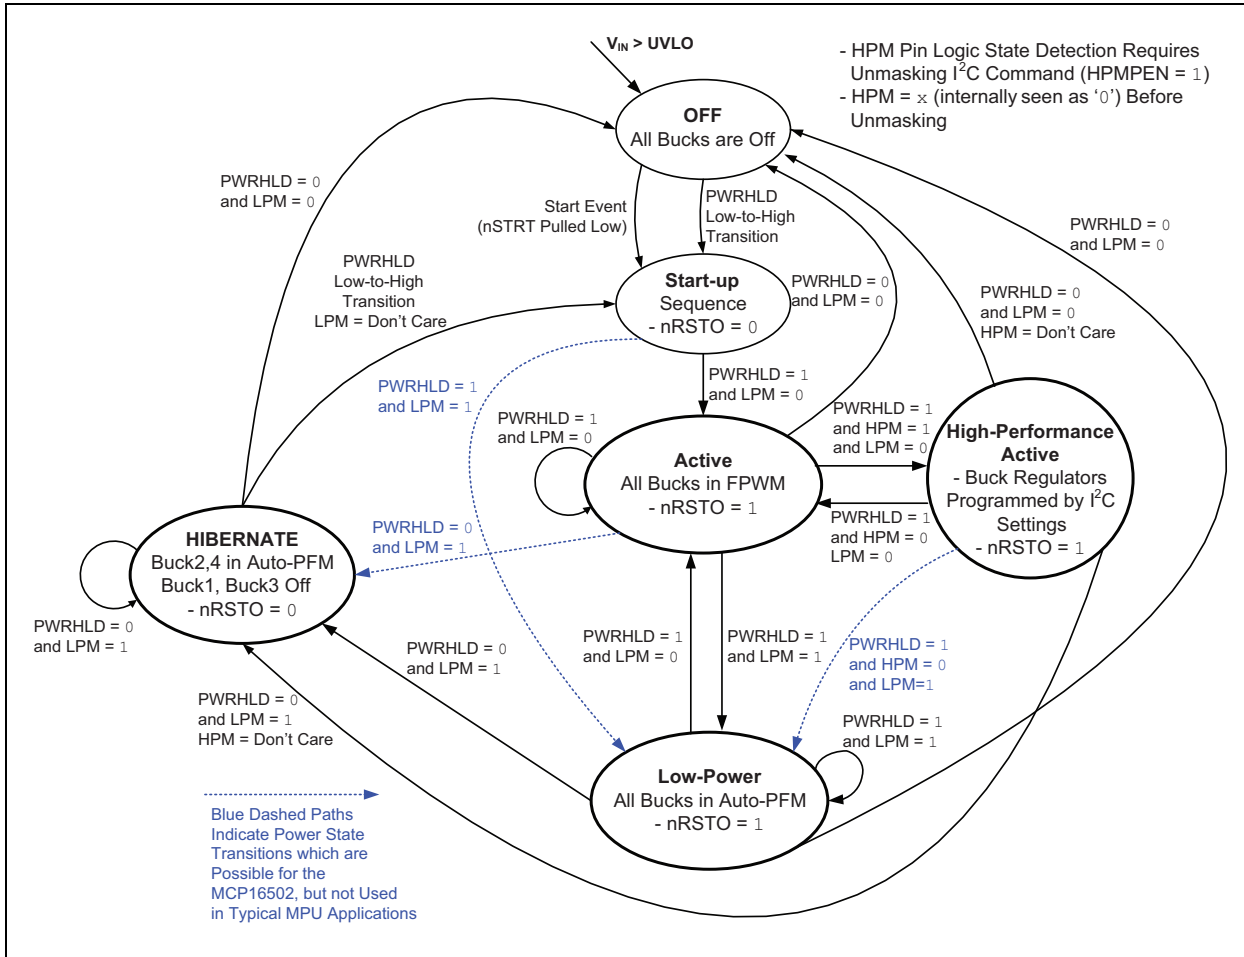 V_IN > UVLO
- HPM Pin Logic State Detection Requires
Unmasking I²C Command (HPMPEN = 1)
- HPM = x (internally seen as ‘0’) Before
Unmasking
OFF
All Bucks are Off
PWRHLD = 0
and LPM = 0
Start Event
(nSTRT Pulled Low)
PWRHLD
Low-to-High
Transition
PWRHLD = 0
and LPM = 0
PWRHLD
Low-to-High
Transition
LPM = Don’t Care
Start-up
Sequence
- nRSTO = 0
PWRHLD = 0
and LPM = 0
PWRHLD = 0
and LPM = 0
HPM = Don’t Care
PWRHLD = 1
and LPM = 1
PWRHLD = 1
and LPM = 0
PWRHLD = 1
and LPM = 0
PWRHLD = 1
and HPM = 1
and LPM = 0
High-Performance
Active
- Buck Regulators
Programmed by I²C
Settings
- nRSTO = 1
Active
All Bucks in FPWM
- nRSTO = 1
PWRHLD = 0
and LPM = 1
PWRHLD = 1
and HPM = 0
LPM = 0
HIBERNATE
Buck2,4 in Auto-PFM
Buck1, Buck3 Off
- nRSTO = 0
PWRHLD = 0
and LPM = 1
PWRHLD = 0
and LPM = 1
PWRHLD = 1
and LPM = 0
PWRHLD = 1
and LPM = 1
PWRHLD = 1
and HPM = 0
and LPM=1
PWRHLD = 0
and LPM = 1
HPM = Don’t Care
PWRHLD = 1
and LPM = 1
Low-Power
All Bucks in Auto-PFM
- nRSTO = 1
Blue Dashed Paths
Indicate Power State
Transitions which are
Possible for the
MCP16502, but not Used
in Typical MPU Applications